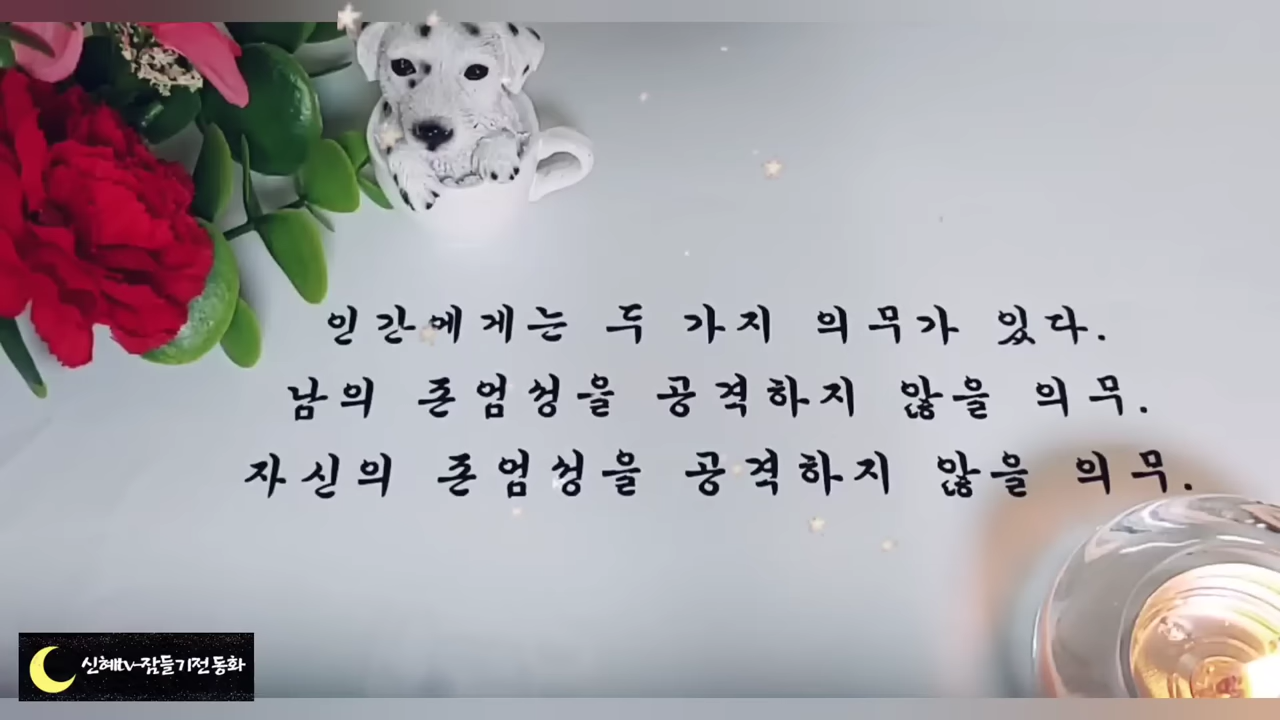 인간에게는 두 가지 의무가 있다.
남의 존엄성을 공격하지 않을 의무.
자신의 존엄성을 공격하지 않을 의무.
신혜tv-잠들기전 동화